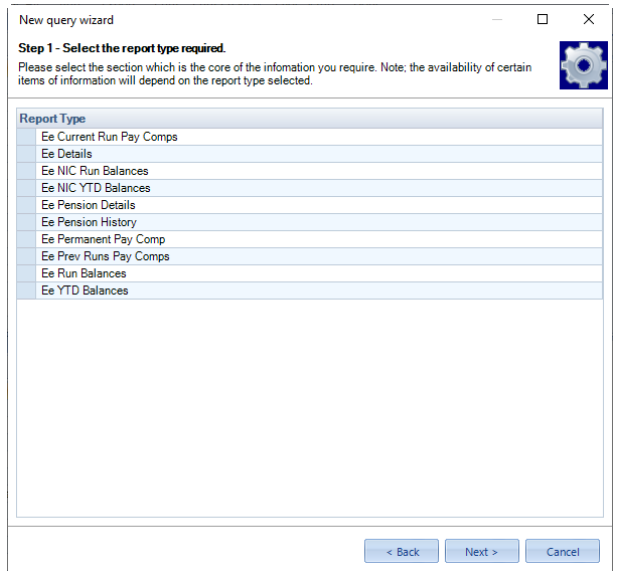 New query wizard
Step 1 - Select the report type required.
Please select the section which is the core of the infomation you require. Note; the availability of certain
items of information will depend on the report type selected.
Report Type
Ee Current Run Pay Comps
Ee Details
Ee NIC Run Balances
Ee NIC YTD Balances
Ee Pension Details
Ee Pension History
Ee Permanent Pay Comp
Ee Prev Runs Pay Comps
Ee Run Balances
Ee YTD Balances
< Back Next > Cancel